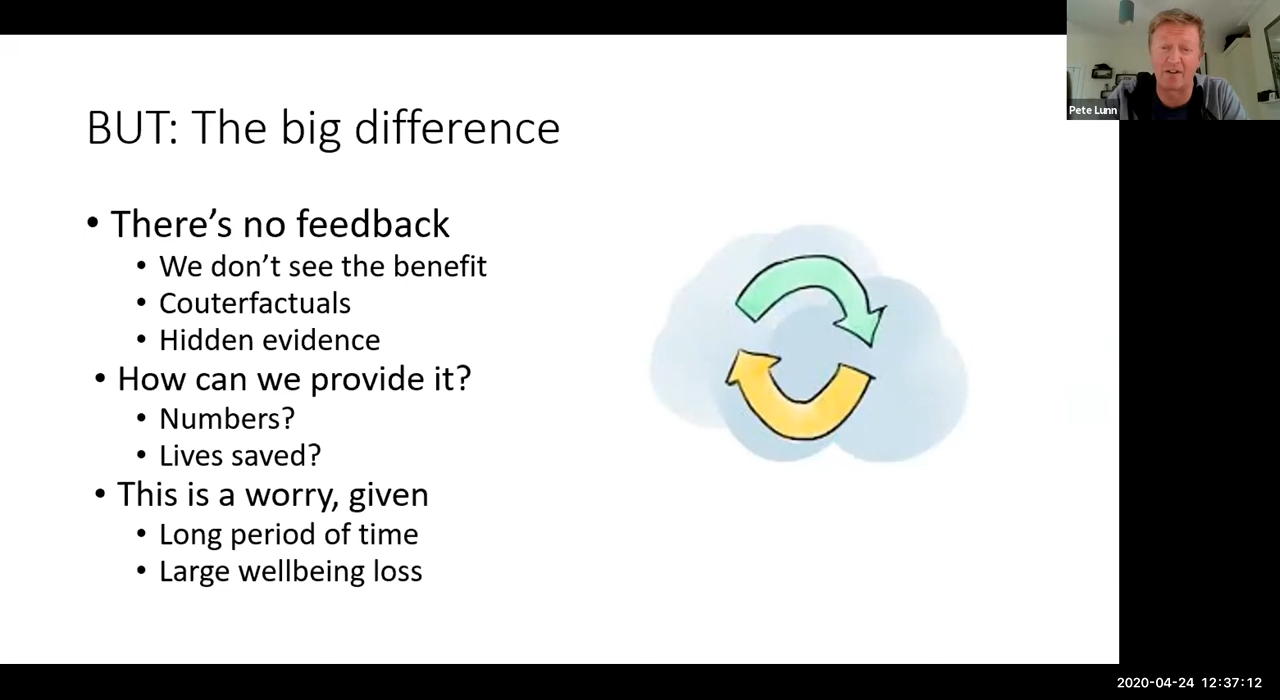 Pete Lunn
BUT: The big difference
• There’s no feedback
• We don’t see the benefit
• Couterfactuals
• Hidden evidence
• How can we provide it?
• Numbers?
• Lives saved?
• This is a worry, given
• Long period of time
• Large wellbeing loss
2020-04-24 12:37:12